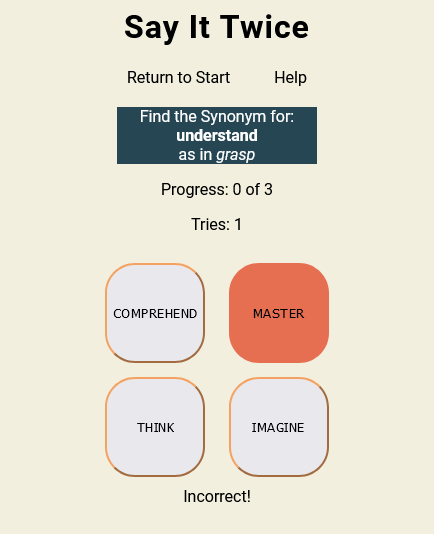 Say It Twice
Return to Start Help
Find the Synonym for:
understand
as in grasp
Progress: 0 of 3
Tries: 1
COMPREHEND MASTER
THINK IMAGINE
Incorrect!